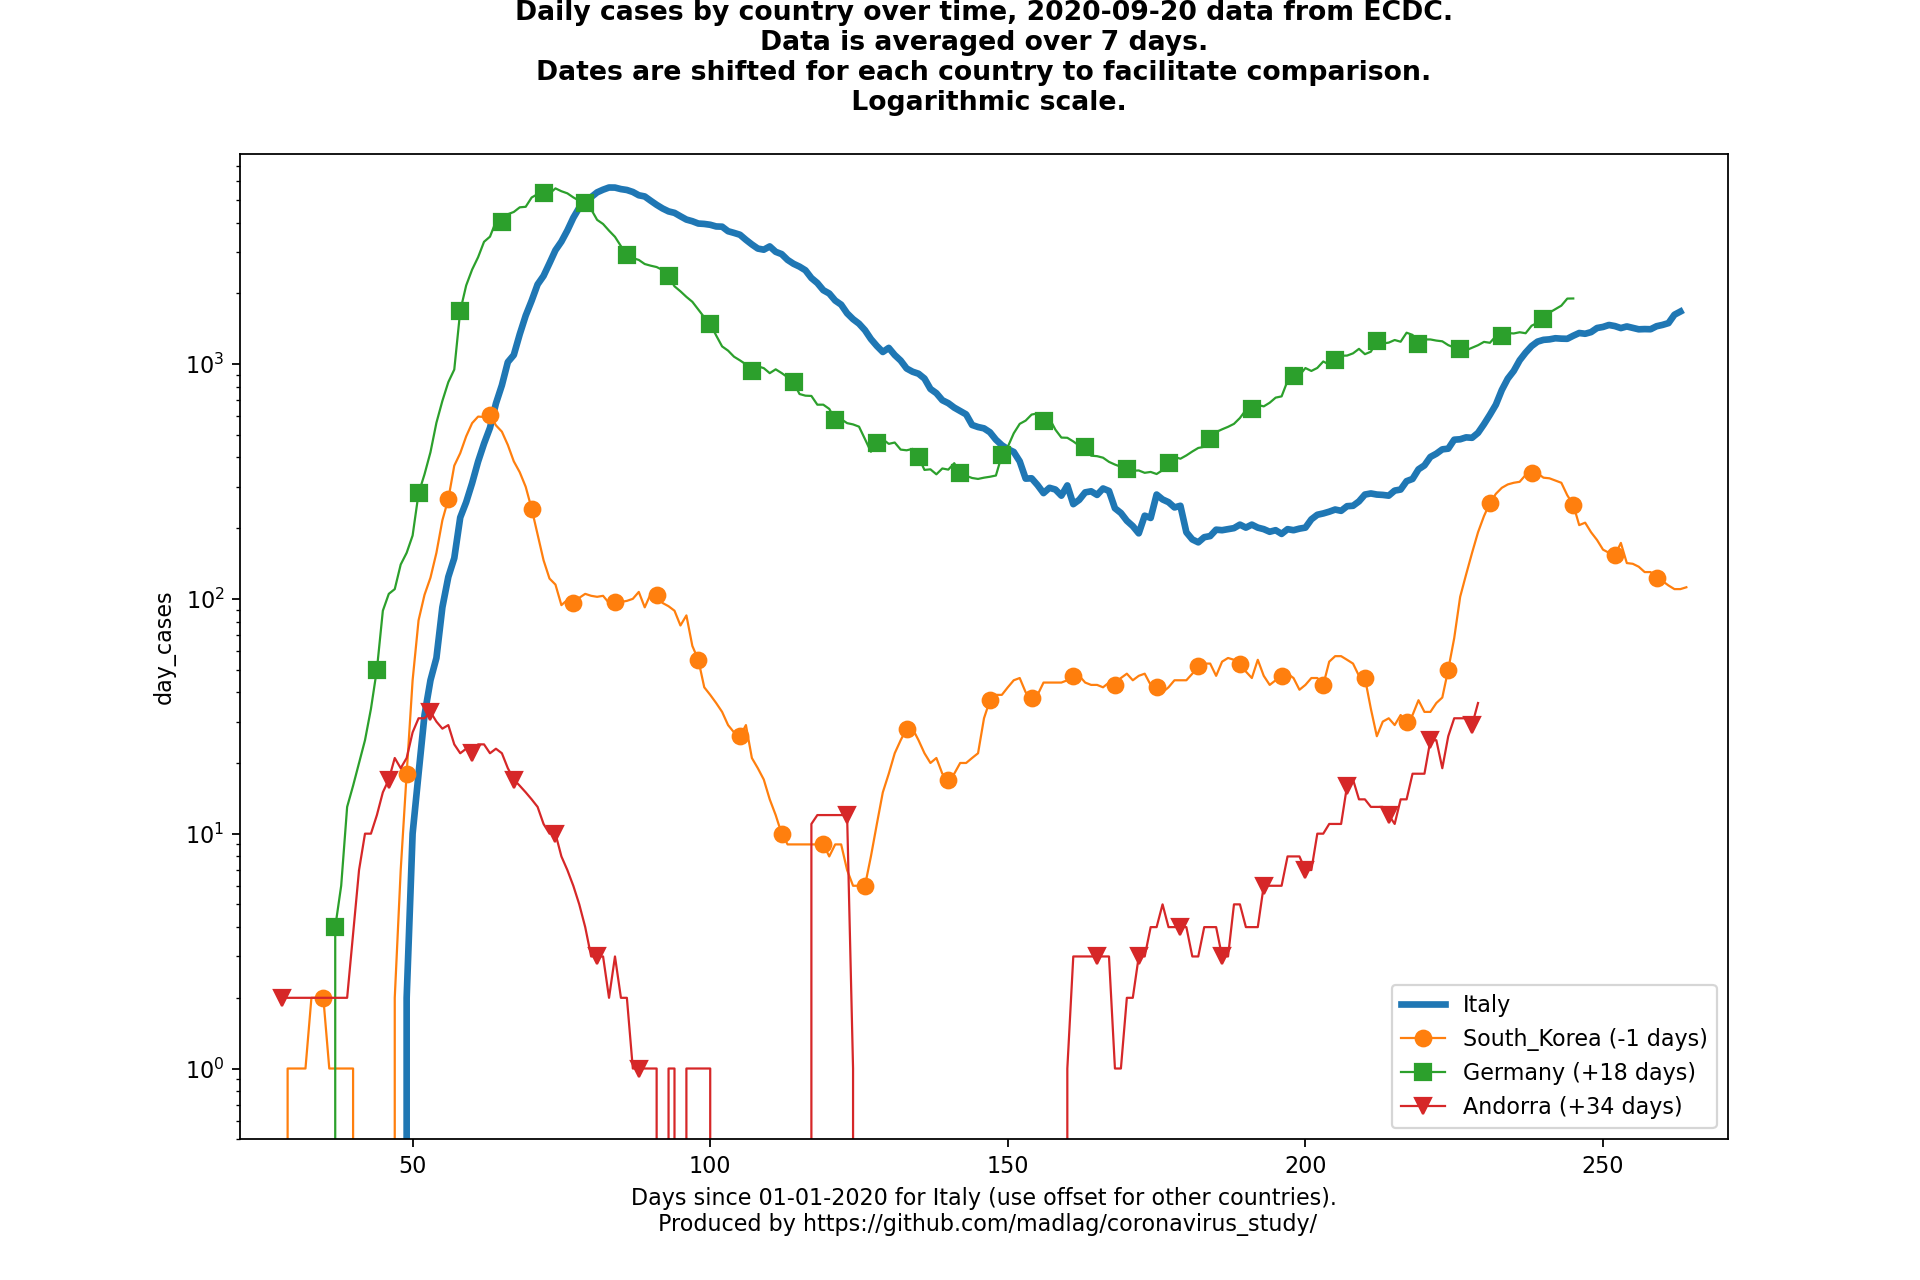 Daily cases by country over time, 2020-09-20 data from ECDC.
Data is averaged over 7 days.
Dates are shifted for each country to facilitate comparison.
Logarithmic scale.
day_cases
10³
10²
10¹
10⁰
Italy
South_Korea (-1 days)
Germany (+18 days)
Andorra (+34 days)
50 100 150 200 250
Days since 01-01-2020 for Italy (use offset for other countries).
Produced by https://github.com/madlag/coronavirus_study/